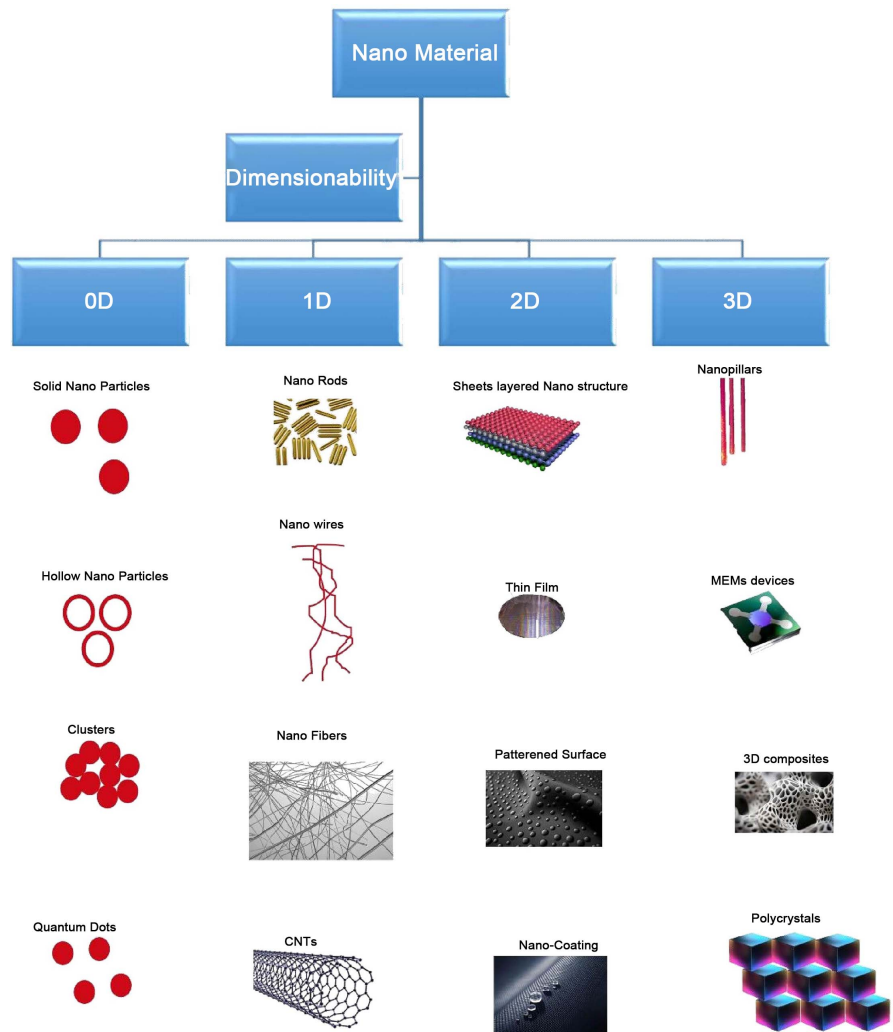 Nano Material
Dimensionability
0D
1D
2D
3D
Solid Nano Particles
Nano Rods
Sheets layered Nano structure
Nanopillars
Hollow Nano Particles
Nano wires
Thin Film
MEMs devices
Clusters
Nano Fibers
Patterened Surface
3D composites
Quantum Dots
CNTs
Nano-Coating
Polycrystals